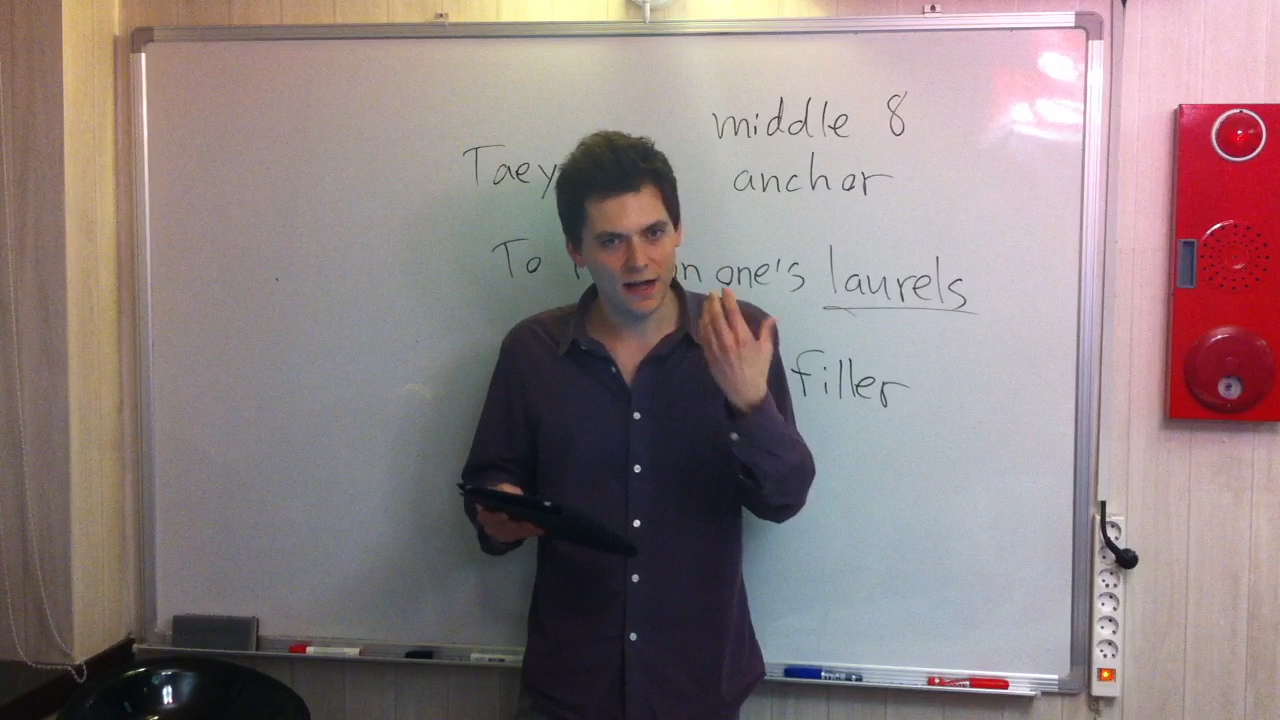 middle 8
Taey
anchor
To n one's laurels
filler